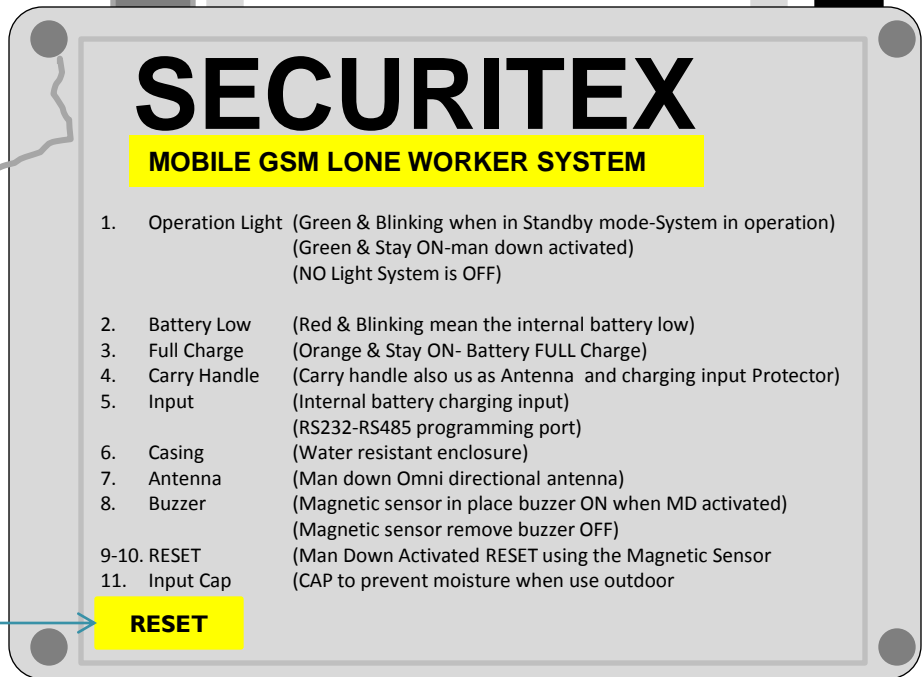 SECURITEX
MOBILE GSM LONE WORKER SYSTEM
1. Operation Light (Green & Blinking when in Standby mode-System in operation)
(Green & Stay ON-man down activated)
(NO Light System is OFF)
2. Battery Low (Red & Blinking mean the internal battery low)
3. Full Charge (Orange & Stay ON- Battery FULL Charge)
4. Carry Handle (Carry handle also us as Antenna and charging input Protector)
5. Input (Internal battery charging input)
(RS232-RS485 programming port)
6. Casing (Water resistant enclosure)
7. Antenna (Man down Omni directional antenna)
8. Buzzer (Magnetic sensor in place buzzer ON when MD activated)
(Magnetic sensor remove buzzer OFF)
9-10. RESET (Man Down Activated RESET using the Magnetic Sensor
11. Input Cap (CAP to prevent moisture when use outdoor
RESET